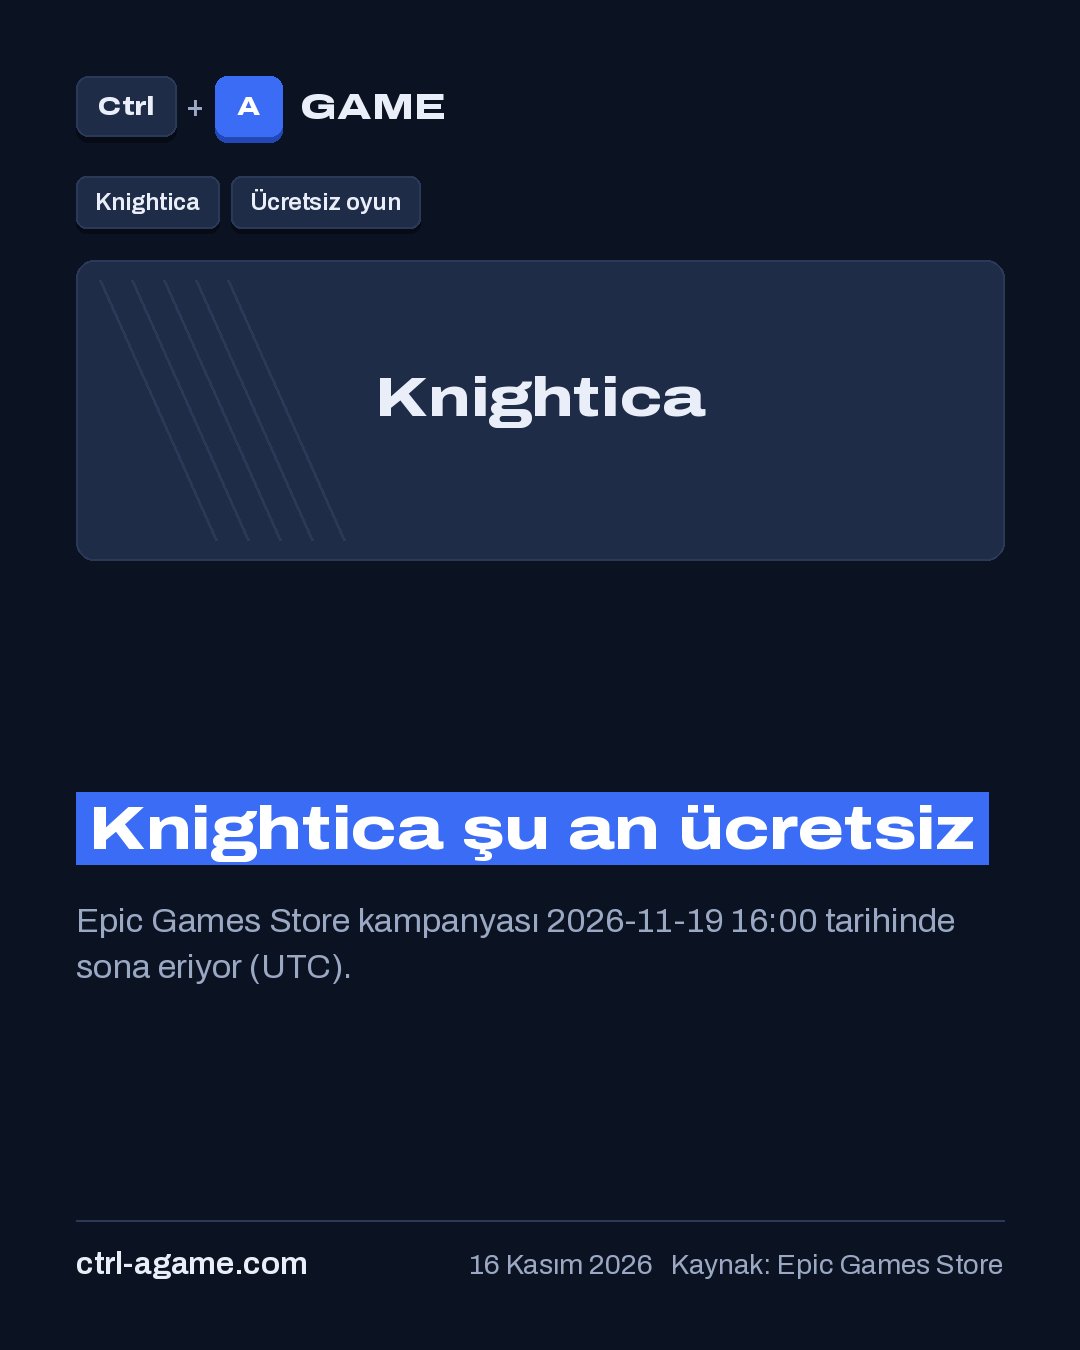 Ctrl + A GAME
Knightica Ücretsiz oyun
Knightica
Knightica şu an ücretsiz
Epic Games Store kampanyası 2026-11-19 16:00 tarihinde
sona eriyor (UTC).
ctrl-agame.com 16 Kasım 2026 Kaynak: Epic Games Store